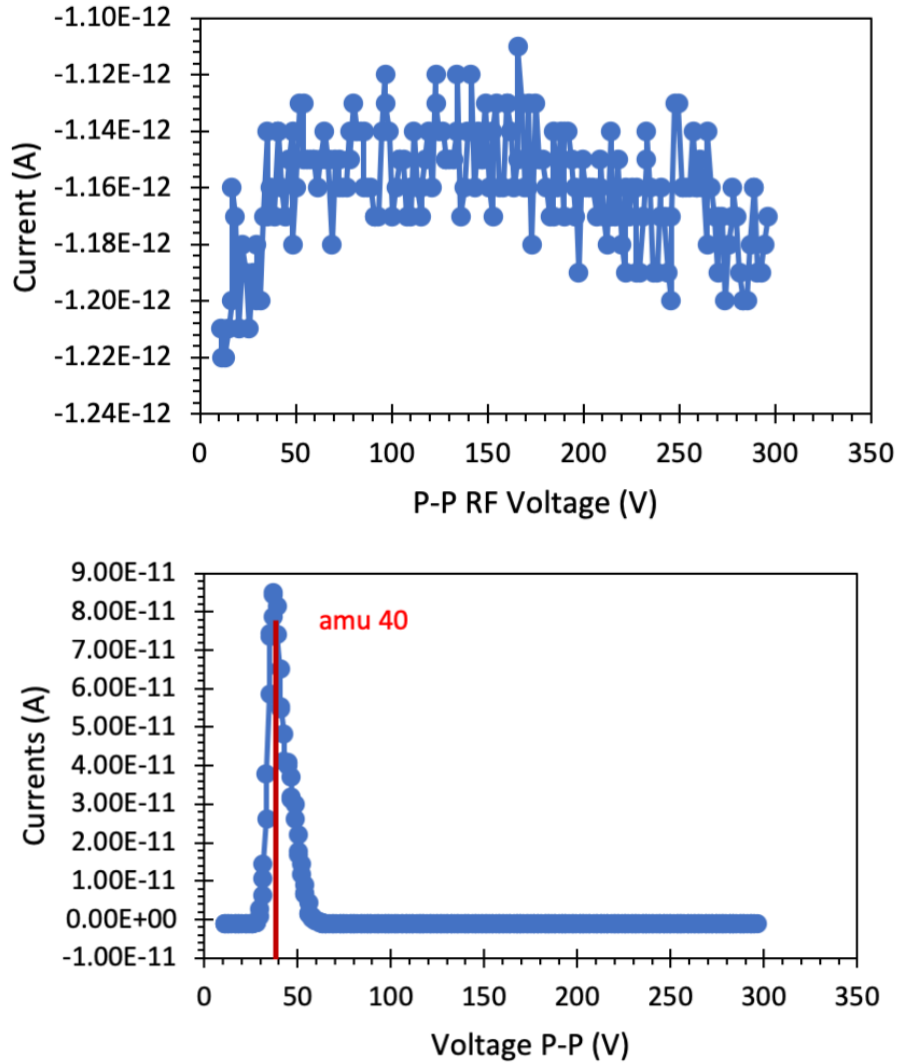 -1.10E-12
-1.12E-12
-1.14E-12
-1.16E-12
-1.18E-12
-1.20E-12
-1.22E-12
-1.24E-12
Current (A)
0 50 100 150 200 250 300 350
P-P RF Voltage (V)
9.00E-11
8.00E-11
7.00E-11
6.00E-11
5.00E-11
4.00E-11
3.00E-11
2.00E-11
1.00E-11
0.00E+00
-1.00E-11
Currents (A)
amu 40
0 50 100 150 200 250 300 350
Voltage P-P (V)